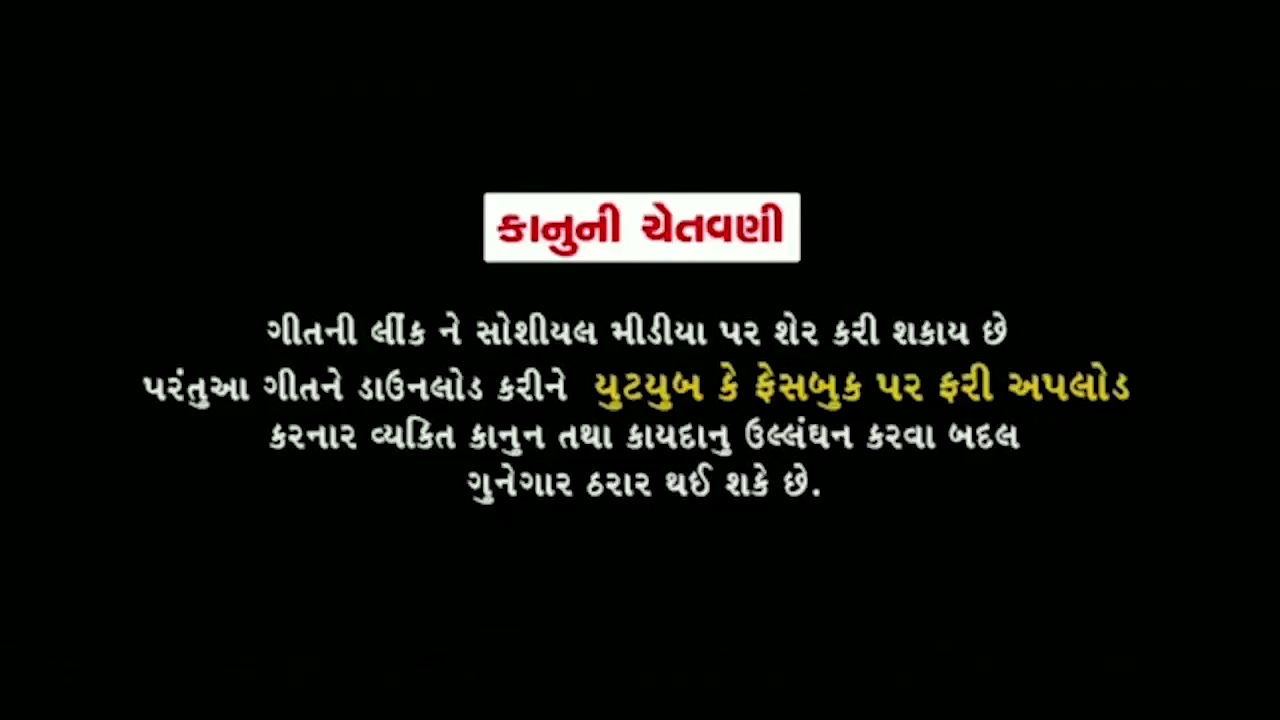 કાનુની ચેતવણી
ગીતની લીંક ને સોશીયલ મીડીયા પર શેર કરી શકાય છે
પરંતુઆ ગીતને ડાઉનલોડ કરીને યુટયુબ કે ફેસબુક પર ફરી અપલોડ
કરનાર વ્યકિત કાનુન તથા કાયદાનુ ઉલ્લંઘન કરવા બદલ
ગુનેગાર ઠરાર થઈ શકે છે.